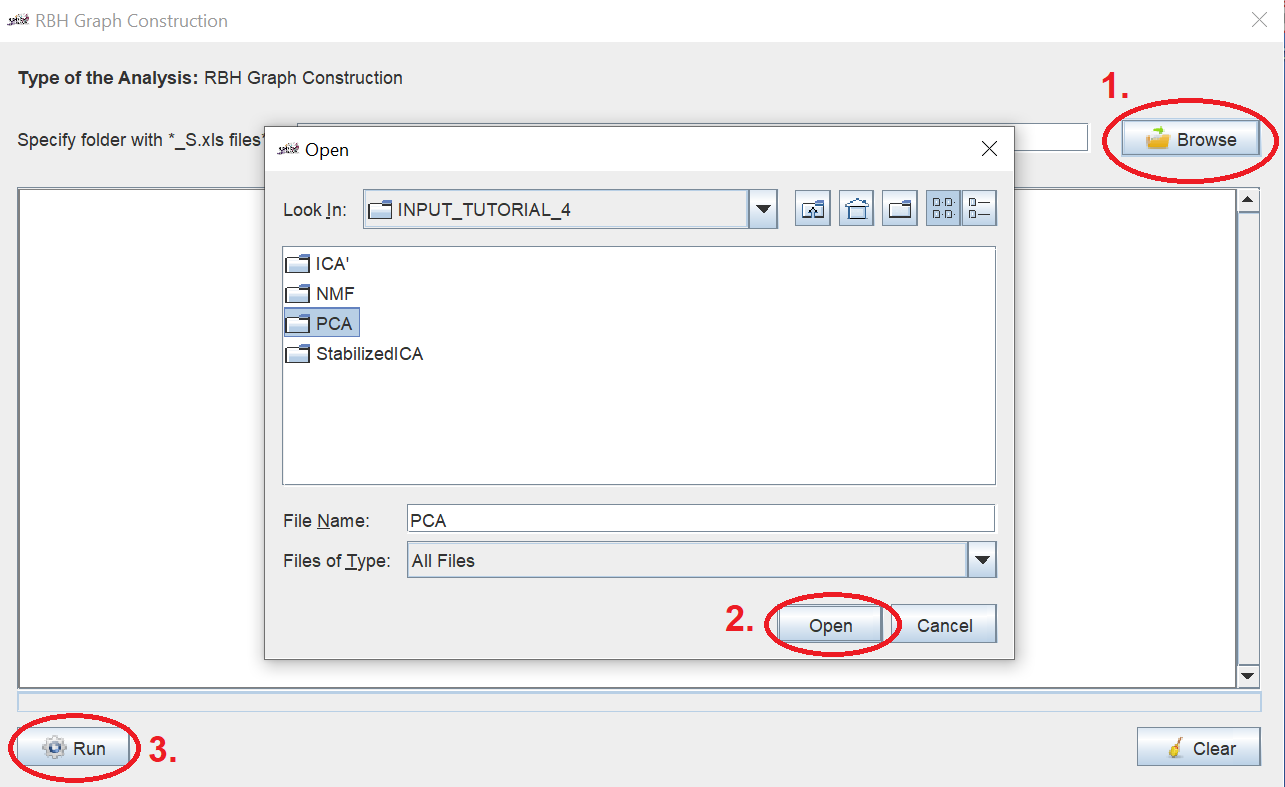 RBH Graph Construction
Type of the Analysis: RBH Graph Construction
1.
Specify folder with *_S.xls files*
Browse
Open
Look In: INPUT_TUTORIAL_4
ICA'
NMF
PCA
StabilizedICA
File Name: PCA
Files of Type: All Files
2. Open Cancel
Run 3. Clear